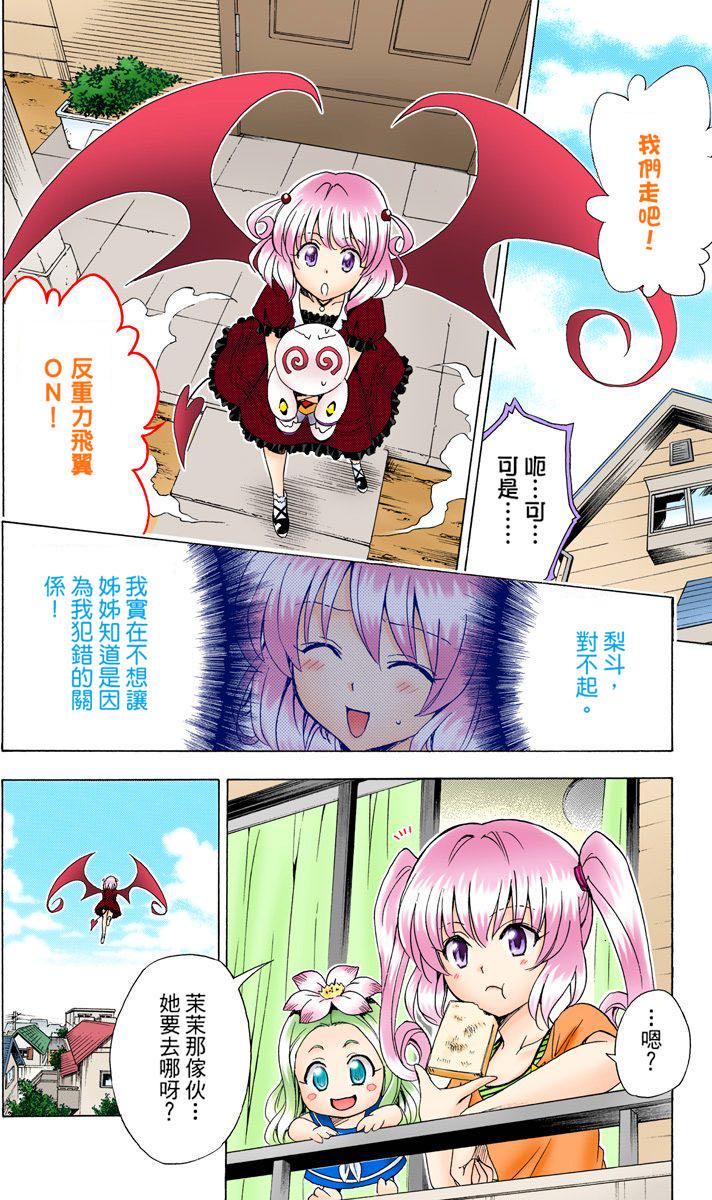 我們走吧！
呃…可…
可是……
反重力飛翼
ON！
梨斗，
對不起。
我實在不想讓
姊姊知道是因
為我犯錯的關
係！
…嗯？
茉茉那傢伙…
她要去哪呀？